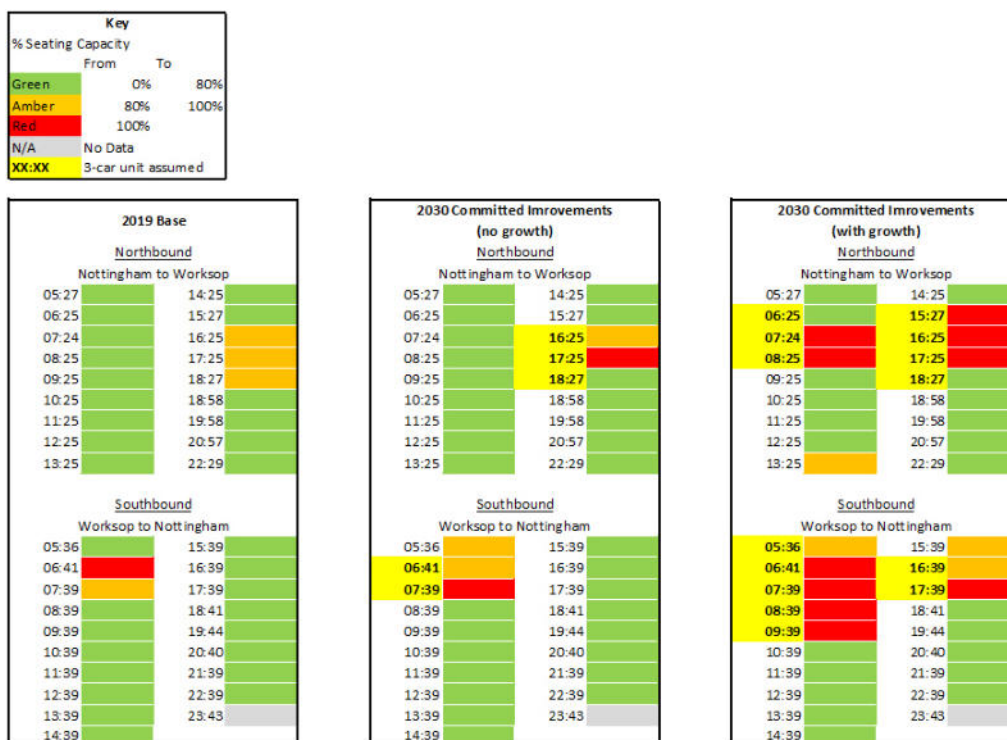 Key
% Seating Capacity
From To
Green 0% 80%
Amber 80% 100%
Red 100%
N/A No Data
XX:XX 3-car unit assumed
2019 Base
Northbound
Nottingham to Worksop
05:27 14:25
06:25 15:27
07:24 16:25
08:25 17:25
09:25 18:27
10:25 18:58
11:25 19:58
12:25 20:57
13:25 22:29
Southbound
Worksop to Nottingham
05:36 15:39
06:41 16:39
07:39 17:39
08:39 18:41
09:39 19:44
10:39 20:40
11:39 21:39
12:39 22:39
13:39 23:43
14:39
2030 Committed Imrovements
(no growth)
Northbound
Nottingham to Worksop
05:27 14:25
06:25 15:27
07:24 16:25
08:25 17:25
09:25 18:27
10:25 18:58
11:25 19:58
12:25 20:57
13:25 22:29
Southbound
Worksop to Nottingham
05:36 15:39
06:41 16:39
07:39 17:39
08:39 18:41
09:39 19:44
10:39 20:40
11:39 21:39
12:39 22:39
13:39 23:43
14:39
2030 Committed Imrovements
(with growth)
Northbound
Nottingham to Worksop
05:27 14:25
06:25 15:27
07:24 16:25
08:25 17:25
09:25 18:27
10:25 18:58
11:25 19:58
12:25 20:57
13:25 22:29
Southbound
Worksop to Nottingham
05:36 15:39
06:41 16:39
07:39 17:39
08:39 18:41
09:39 19:44
10:39 20:40
11:39 21:39
12:39 22:39
13:39 23:43
14:39